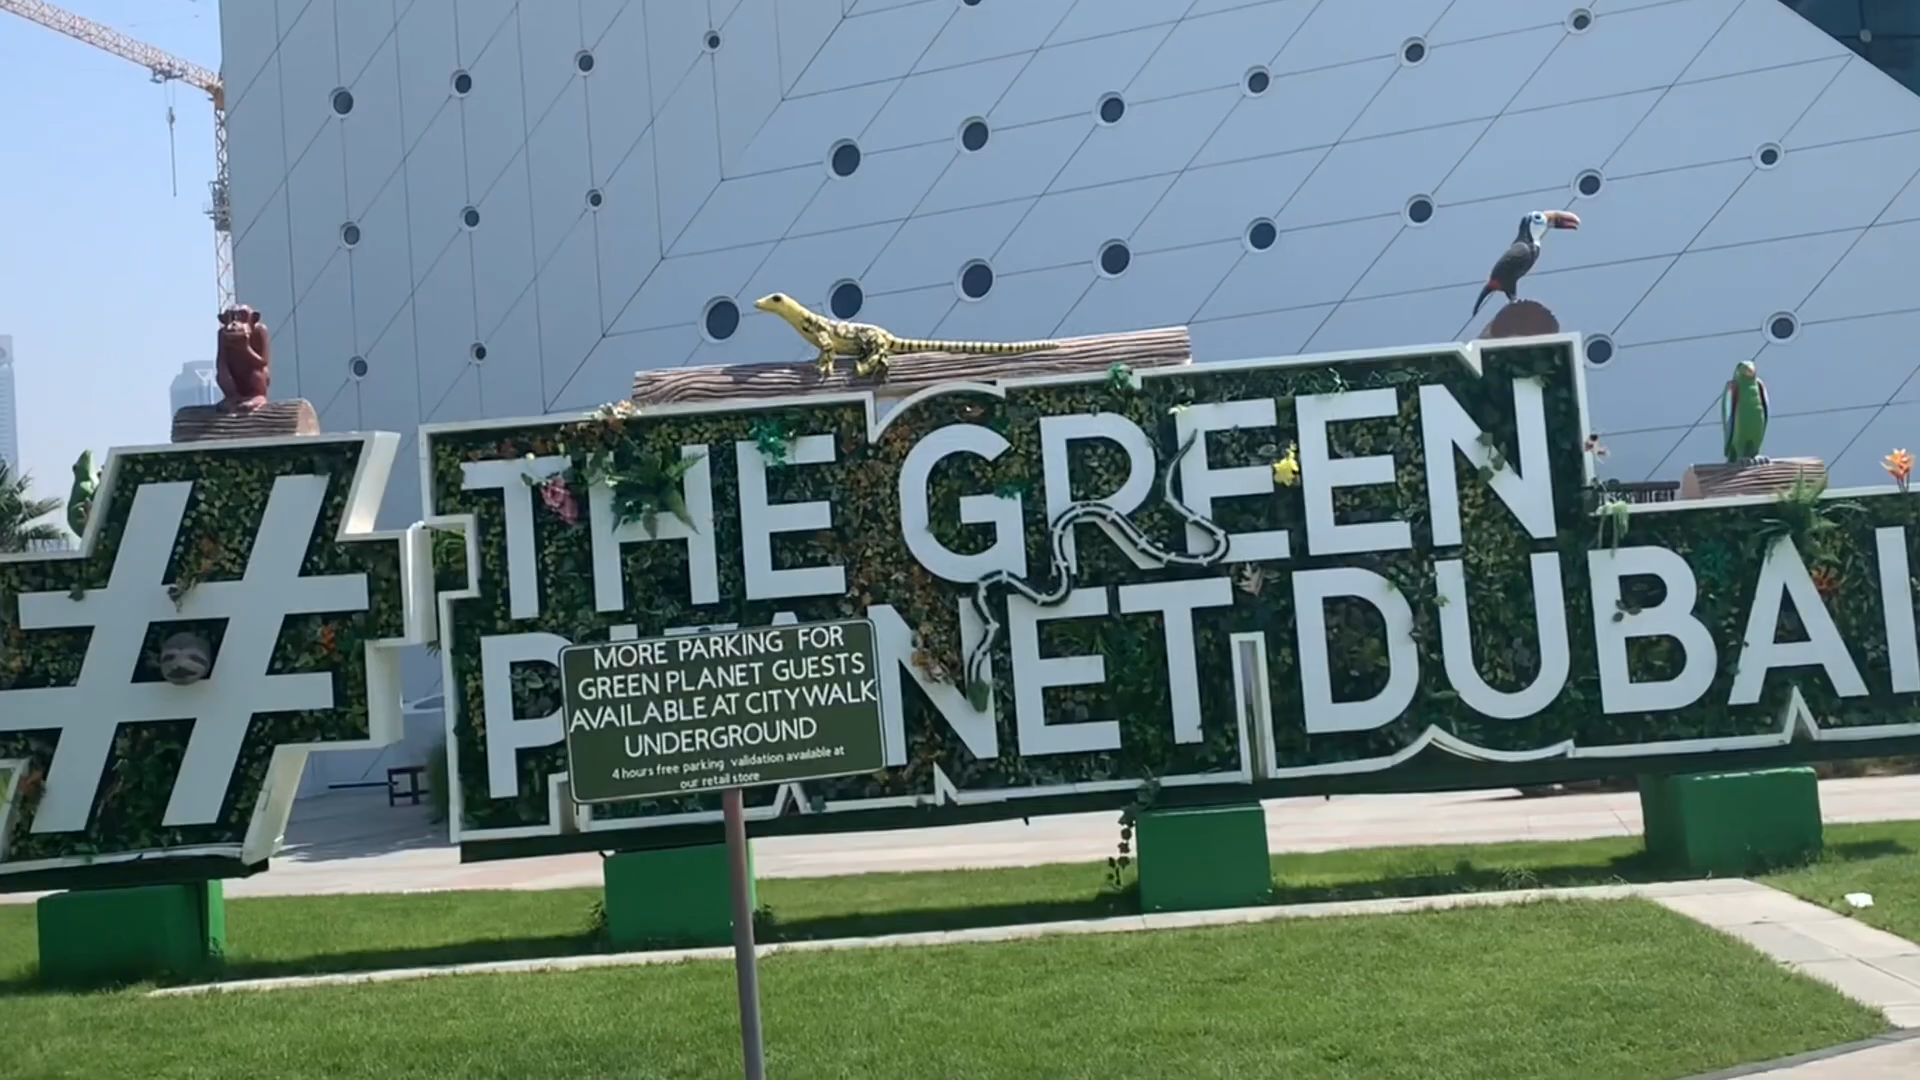 #THE GREEN
PLANET DUBAI
MORE PARKING FOR
GREEN PLANET GUESTS
AVAILABLE AT CITYWALK
UNDERGROUND
4 hours free parking validation available at
our retail store